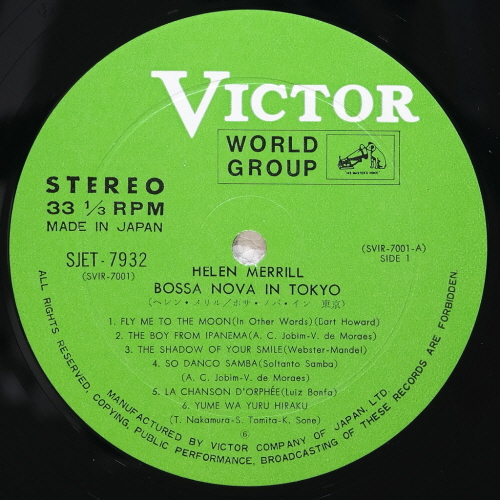 VICTOR
WORLD
GROUP
"HIS MASTER'S VOICE"
STEREO
33 1/3 RPM
MADE IN JAPAN
SJET-7932
(SVIR-7001)
(SVIR-7001-A)
SIDE 1
HELEN MERRILL
BOSSA NOVA IN TOKYO
(ヘレン・メリル/ボサ・ノバ・イン 東京)
1. FLY ME TO THE MOON(In Other Words)(Bart Howard)
2. THE BOY FROM IPANEMA(A. C. Jobim-V. de Moraes)
3. THE SHADOW OF YOUR SMILE(Webster-Mandel)
4. SO DANCO SAMBA(Soltanto Samba)
(A. C. Jobim-V. de Moraes)
5. LA CHANSON D'ORPHÉE(Luiz Bonfa)
6. YUME WA YURU HIRAKU
(T. Nakamura-S. Tomita-K. Sone)
⑥
MANUFACTURED BY VICTOR COMPANY OF JAPAN, LTD.
ALL RIGHTS RESERVED, COPYING, PUBLIC PERFORMANCE, BROADCASTING OF THESE RECORDS ARE FORBIDDEN.